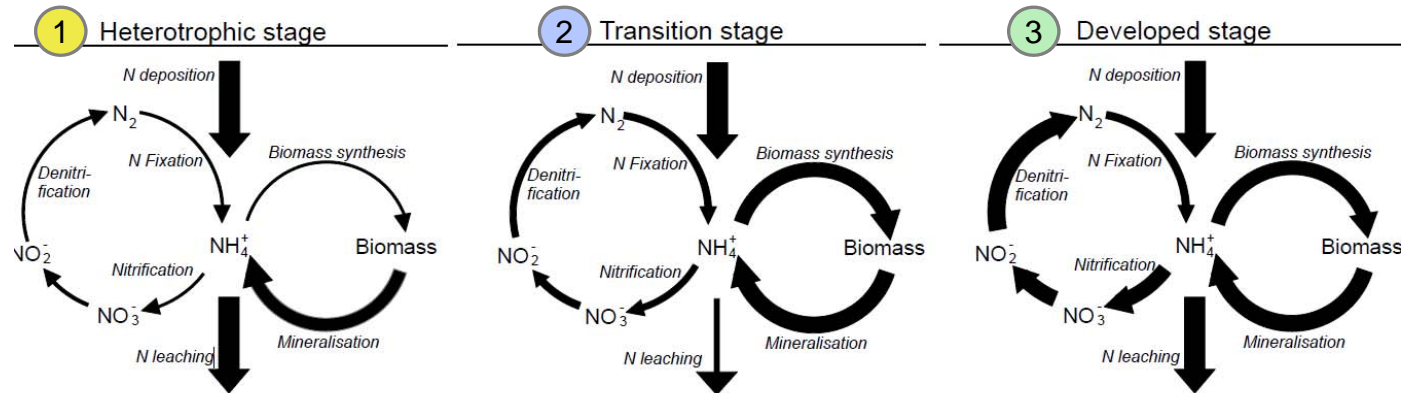 1 Heterotrophic stage
N deposition
N₂
N Fixation
Biomass synthesis
Denitri-
fication
NO₂⁻
NH₄⁺
Biomass
Nitrification
NO₃⁻
Mineralisation
N leaching
2 Transition stage
N deposition
N₂
N Fixation
Biomass synthesis
Denitri-
fication
NO₂⁻
NH₄⁺
Biomass
Nitrification
NO₃⁻
Mineralisation
N leaching
3 Developed stage
N deposition
N₂
N Fixation
Biomass synthesis
Denitri-
fication
NO₂⁻
NH₄⁺
Biomass
Nitrification
NO₃⁻
Mineralisation
N leaching